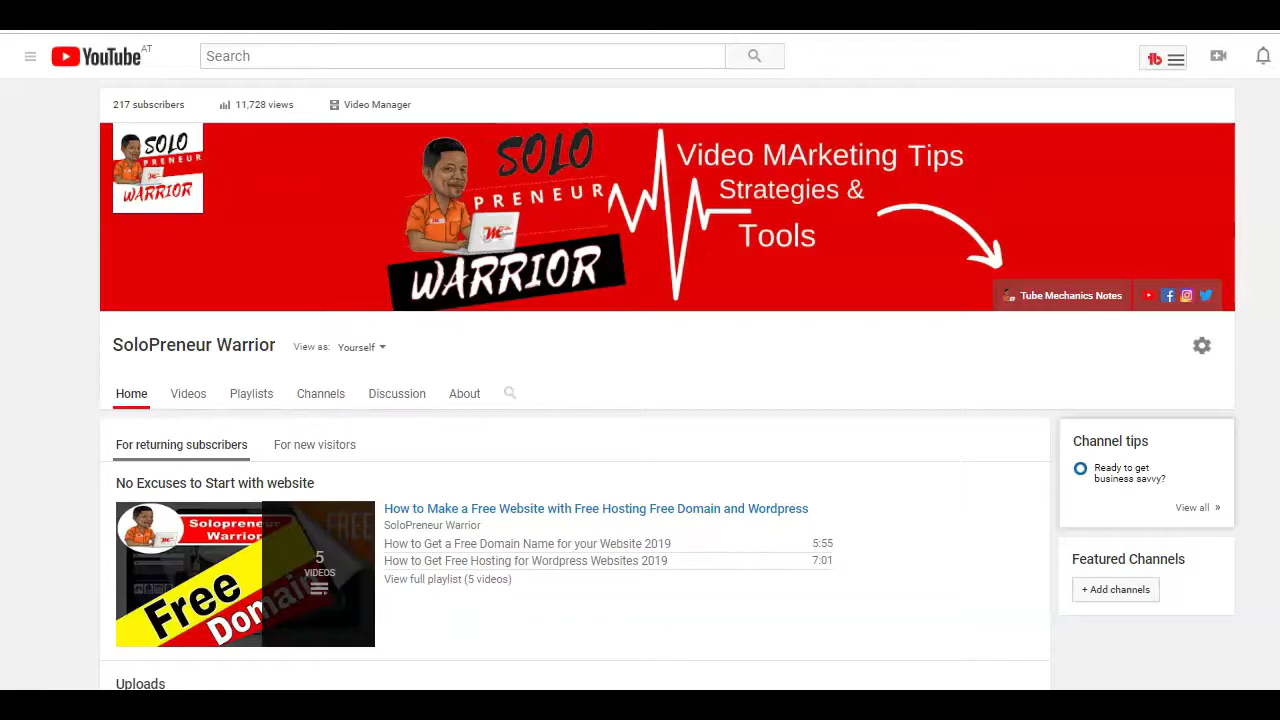 YouTube AT
Search
217 subscribers
11,728 views
Video Manager
SOLO
PRENEUR
WARRIOR
SOLO
PRENEUR
WARRIOR
Video MArketing Tips
Strategies &
Tools
Tube Mechanics Notes
SoloPreneur Warrior
View as: Yourself
Home Videos Playlists Channels Discussion About
For returning subscribers
For new visitors
No Excuses to Start with website
Solopreneur
Warrior
Free
Domain
FREE
5
VIDEOS
How to Make a Free Website with Free Hosting Free Domain and Wordpress
SoloPreneur Warrior
How to Get a Free Domain Name for your Website 2019 5:55
How to Get Free Hosting for Wordpress Websites 2019 7:01
View full playlist (5 videos)
Uploads
Channel tips
Ready to get
business savvy?
View all »
Featured Channels
+ Add channels